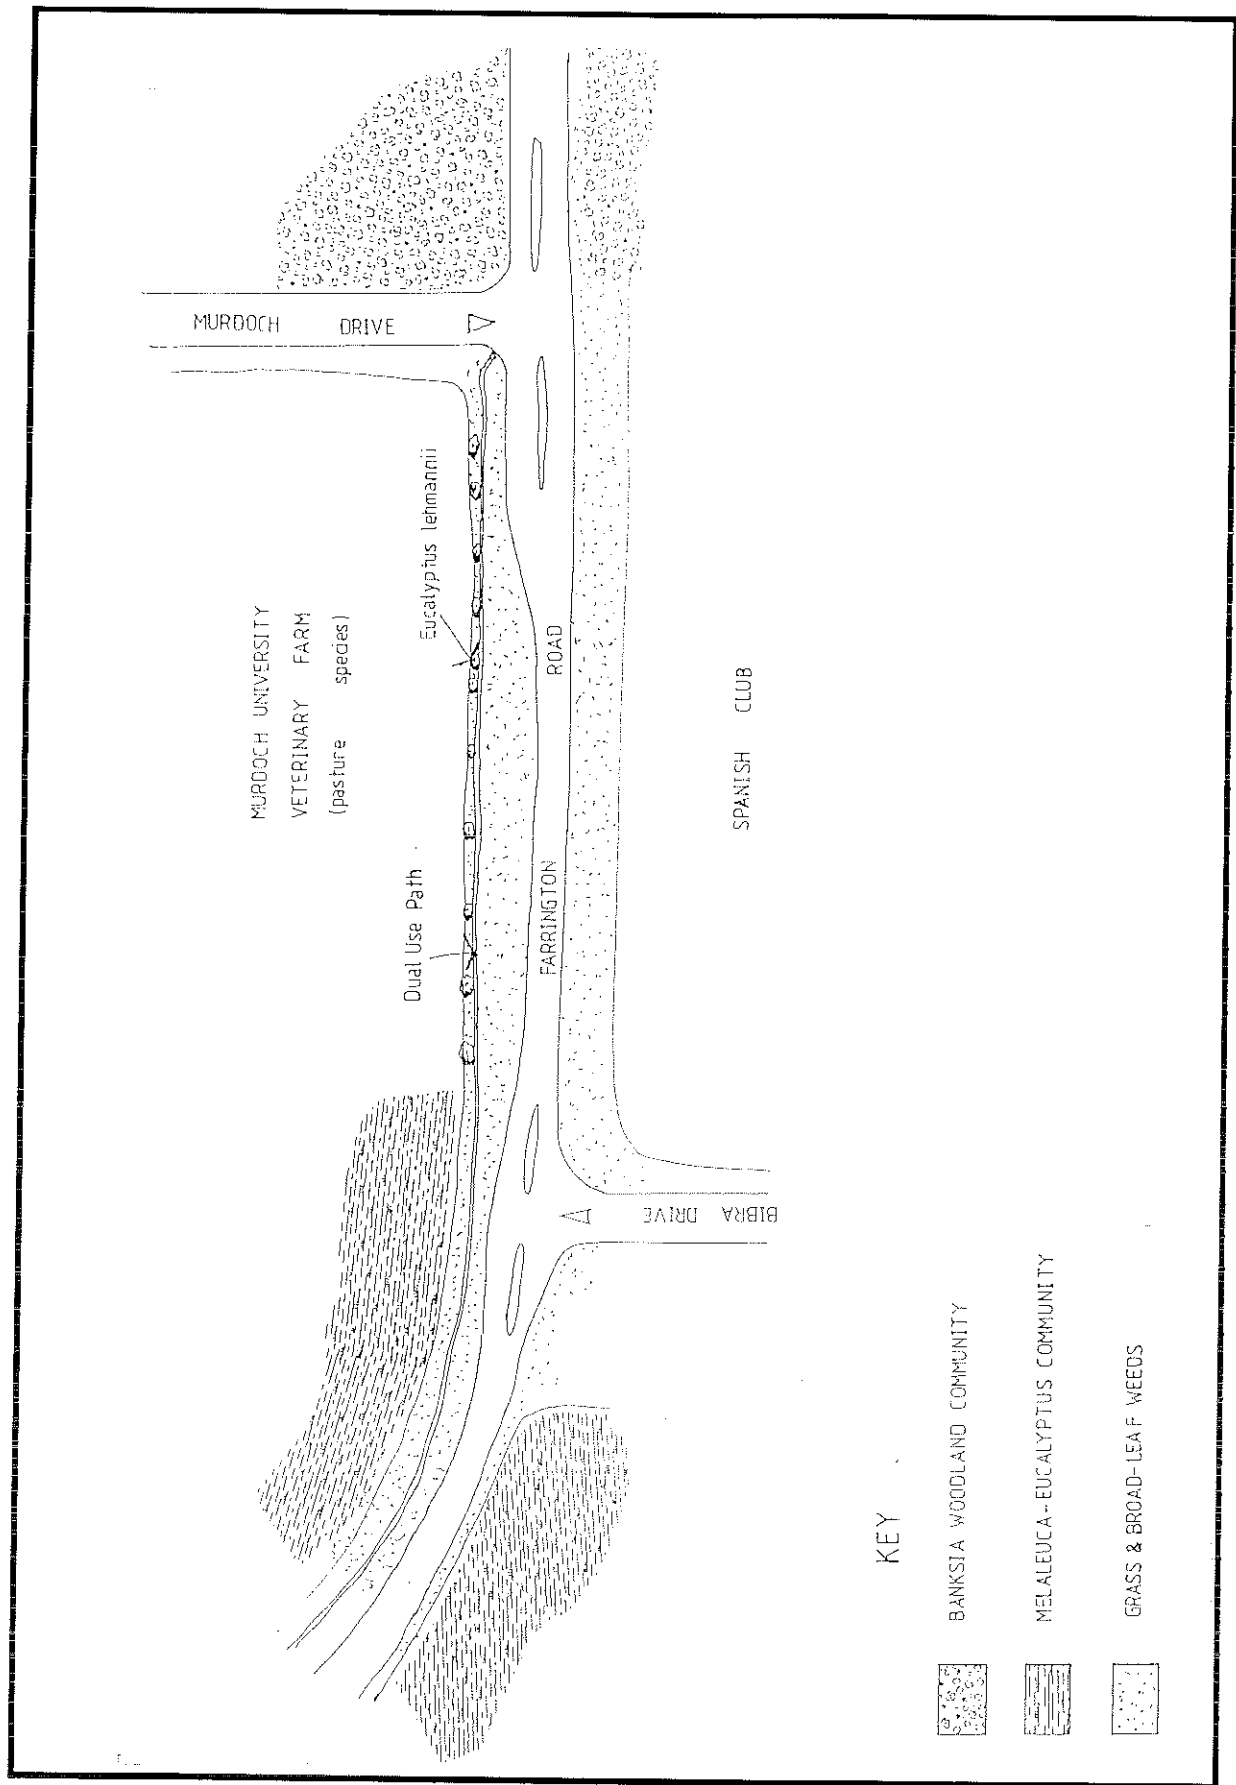 MURDOCH DRIVE
MURDOCH UNIVERSITY
VETERINARY FARM
(pasture species)
Eucalyptus lehmannii
Dual Use Path
FARRINGTON ROAD
SPANISH CLUB
BIBRA DRIVE
KEY
BANKSIA WOODLAND COMMUNITY
MELALEUCA-EUCALYPTUS COMMUNITY
GRASS & BROAD-LEAF WEEDS